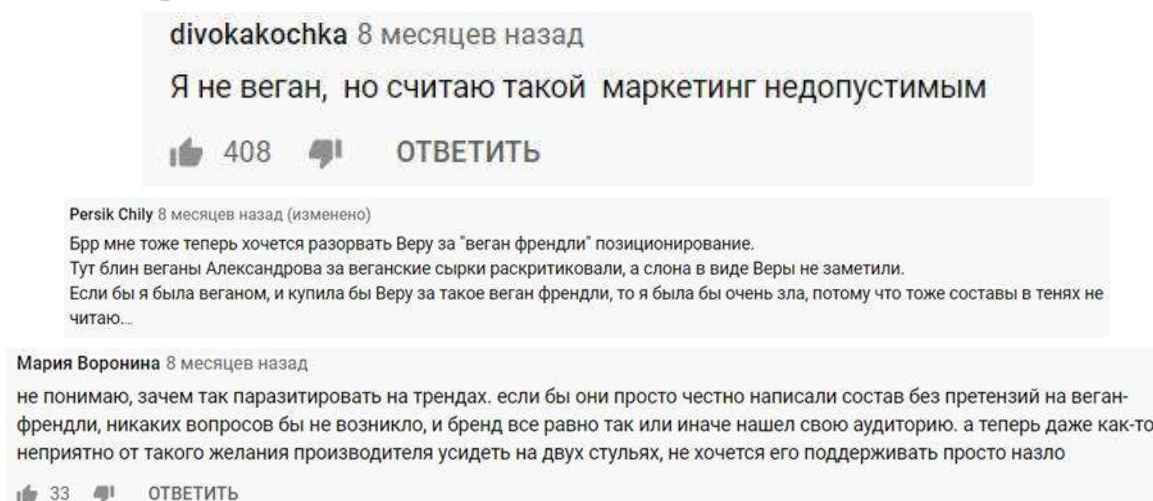 divokakochka 8 месяцев назад
Я не веган, но считаю такой маркетинг недопустимым
408 ОТВЕТИТЬ
Persik Chily 8 месяцев назад (изменено)
Брр мне тоже теперь хочется разорвать Веру за "веган френдли" позиционирование.
Тут блин веганы Александрова за веганские сырки раскритиковали, а слона в виде Веры не заметили.
Если бы я была веганом, и купила бы Веру за такое веган френдли, то я была бы очень зла, потому что тоже составы в тенях не
читаю....
Мария Воронина 8 месяцев назад
не понимаю, зачем так паразитировать на трендах. если бы они просто честно написали состав без претензий на веган-
френдли, никаких вопросов бы не возникло, и бренд все равно так или иначе нашел свою аудиторию. а теперь даже как-то
неприятно от такого желания производителя усидеть на двух стульях, не хочется его поддерживать просто назло
33 ОТВЕТИТЬ